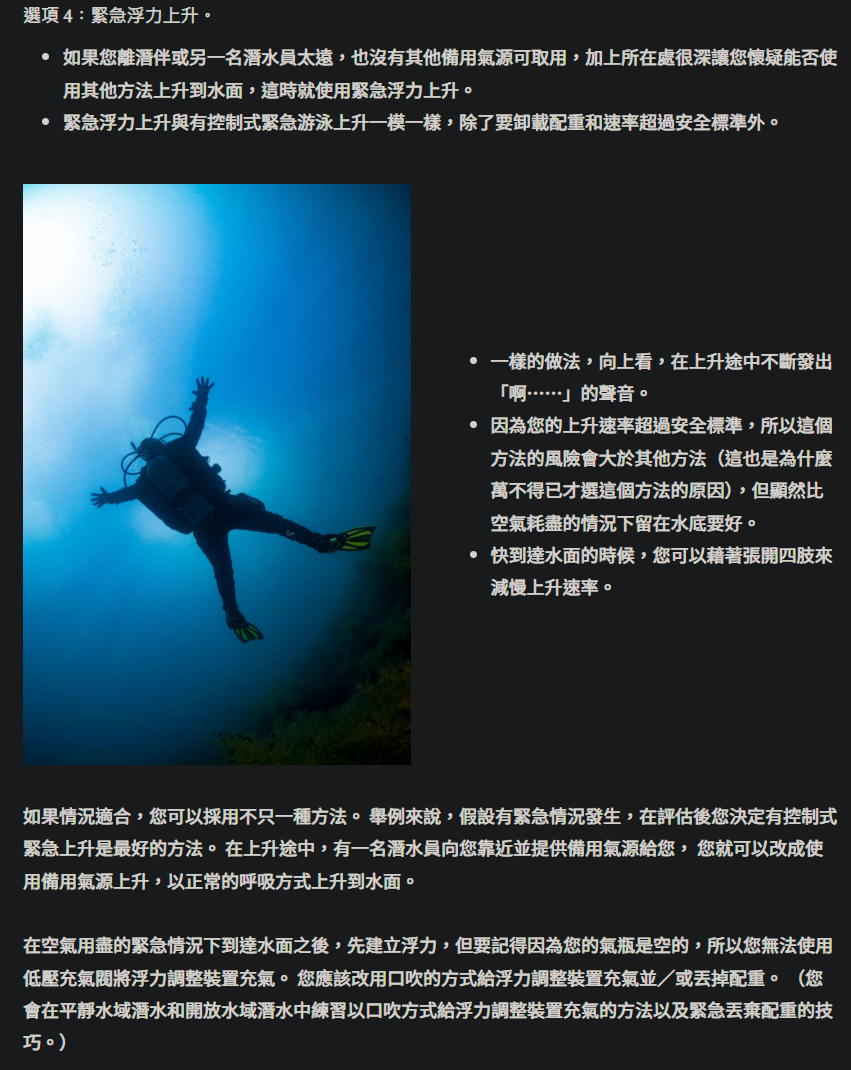 選項 4：緊急浮力上升。
如果您離潛伴或另一名潛水員太遠，也沒有其他備用氣源可取用，加上所在處很深讓您懷疑能否使
用其他方法上升到水面，這時就使用緊急浮力上升。
緊急浮力上升與有控制式緊急游泳上升一模一樣，除了要卸載配重和速率超過安全標準外。
一樣的做法，向上看，在上升途中不斷發出
「啊……」的聲音。
因為您的上升速率超過安全標準，所以這個
方法的風險會大於其他方法（這也是為什麼
萬不得已才選這個方法的原因），但顯然比
空氣耗盡的情況下留在水底要好。
快到達水面的時候，您可以藉著張開四肢來
減慢上升速率。
如果情況適合，您可以採用不只一種方法。 舉例來說，假設有緊急情況發生，在評估後您決定有控制式
緊急上升是最好的方法。 在上升途中，有一名潛水員向您靠近並提供備用氣源給您， 您就可以改成使
用備用氣源上升，以正常的呼吸方式上升到水面。
在空氣用盡的緊急情況下到達水面之後，先建立浮力，但要記得因為您的氣瓶是空的，所以您無法使用
低壓充氣閥將浮力調整裝置充氣。 您應該改用口吹的方式給浮力調整裝置充氣並／或丟掉配重。 （您
會在平靜水域潛水和開放水域潛水中練習以口吹方式給浮力調整裝置充氣的方法以及緊急丟棄配重的技
巧。）